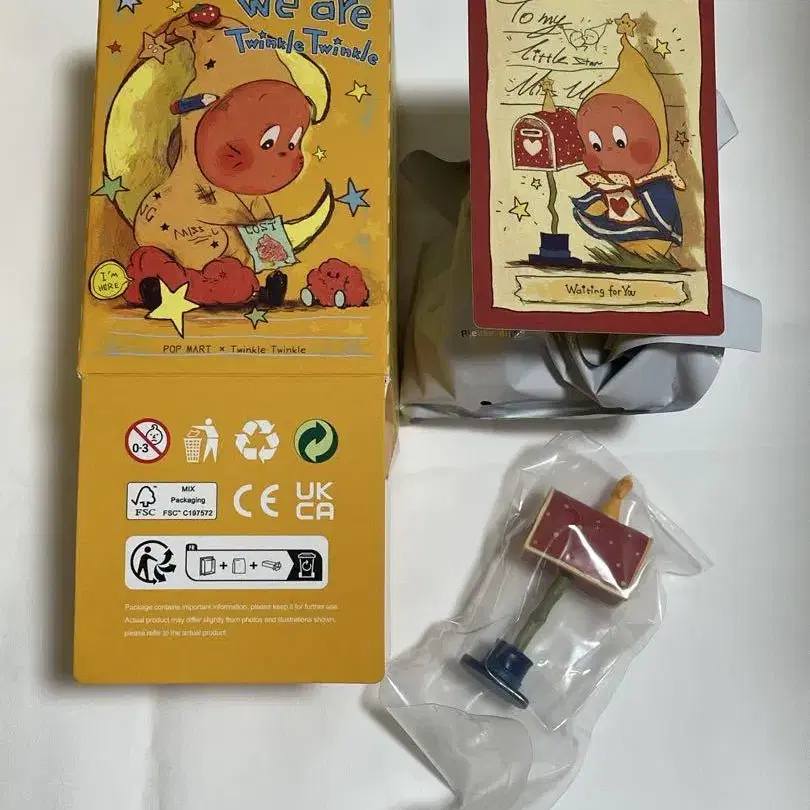 We are
Twinkle Twinkle
MISS U
LOST
I'M HERE
POP MART × Twinkle Twinkle
0-3
MIX
Packaging
FSC™ C197572
FSC
CE
UK
CA
FR
Package contains important information, please keep it for further use.
Actual product may differ slightly from photos and illustrations shown,
please refer to the actual product.
To my
little Star
Miss U
Waiting for You